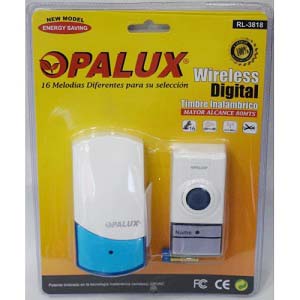 NEW MODEL
ENERGY SAVING
RL-3818
OPALUX®
16 Melodías Diferentes para su selección
Wireless
Digital
Timbre Inalámbrico
MAYOR ALCANCE 80MTS
16
OPALUX
Name
CE FC